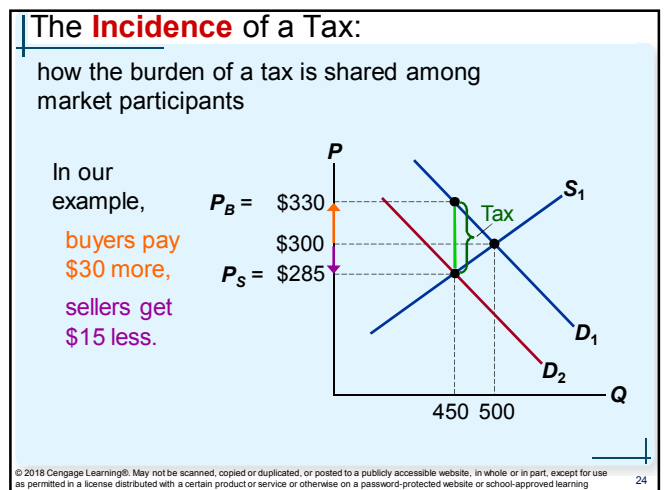 The Incidence of a Tax:
how the burden of a tax is shared among
market participants
In our
example,
buyers pay
$30 more,
sellers get
$15 less.
P
S₁
P_B = $330
Tax
$300
P_S = $285
D₁
D₂
Q
450 500
© 2018 Cengage Learning®. May not be scanned, copied or duplicated, or posted to a publicly accessible website, in whole or in part, except for use
as permitted in a license distributed with a certain product or service or otherwise on a password-protected website or school-approved learning
24